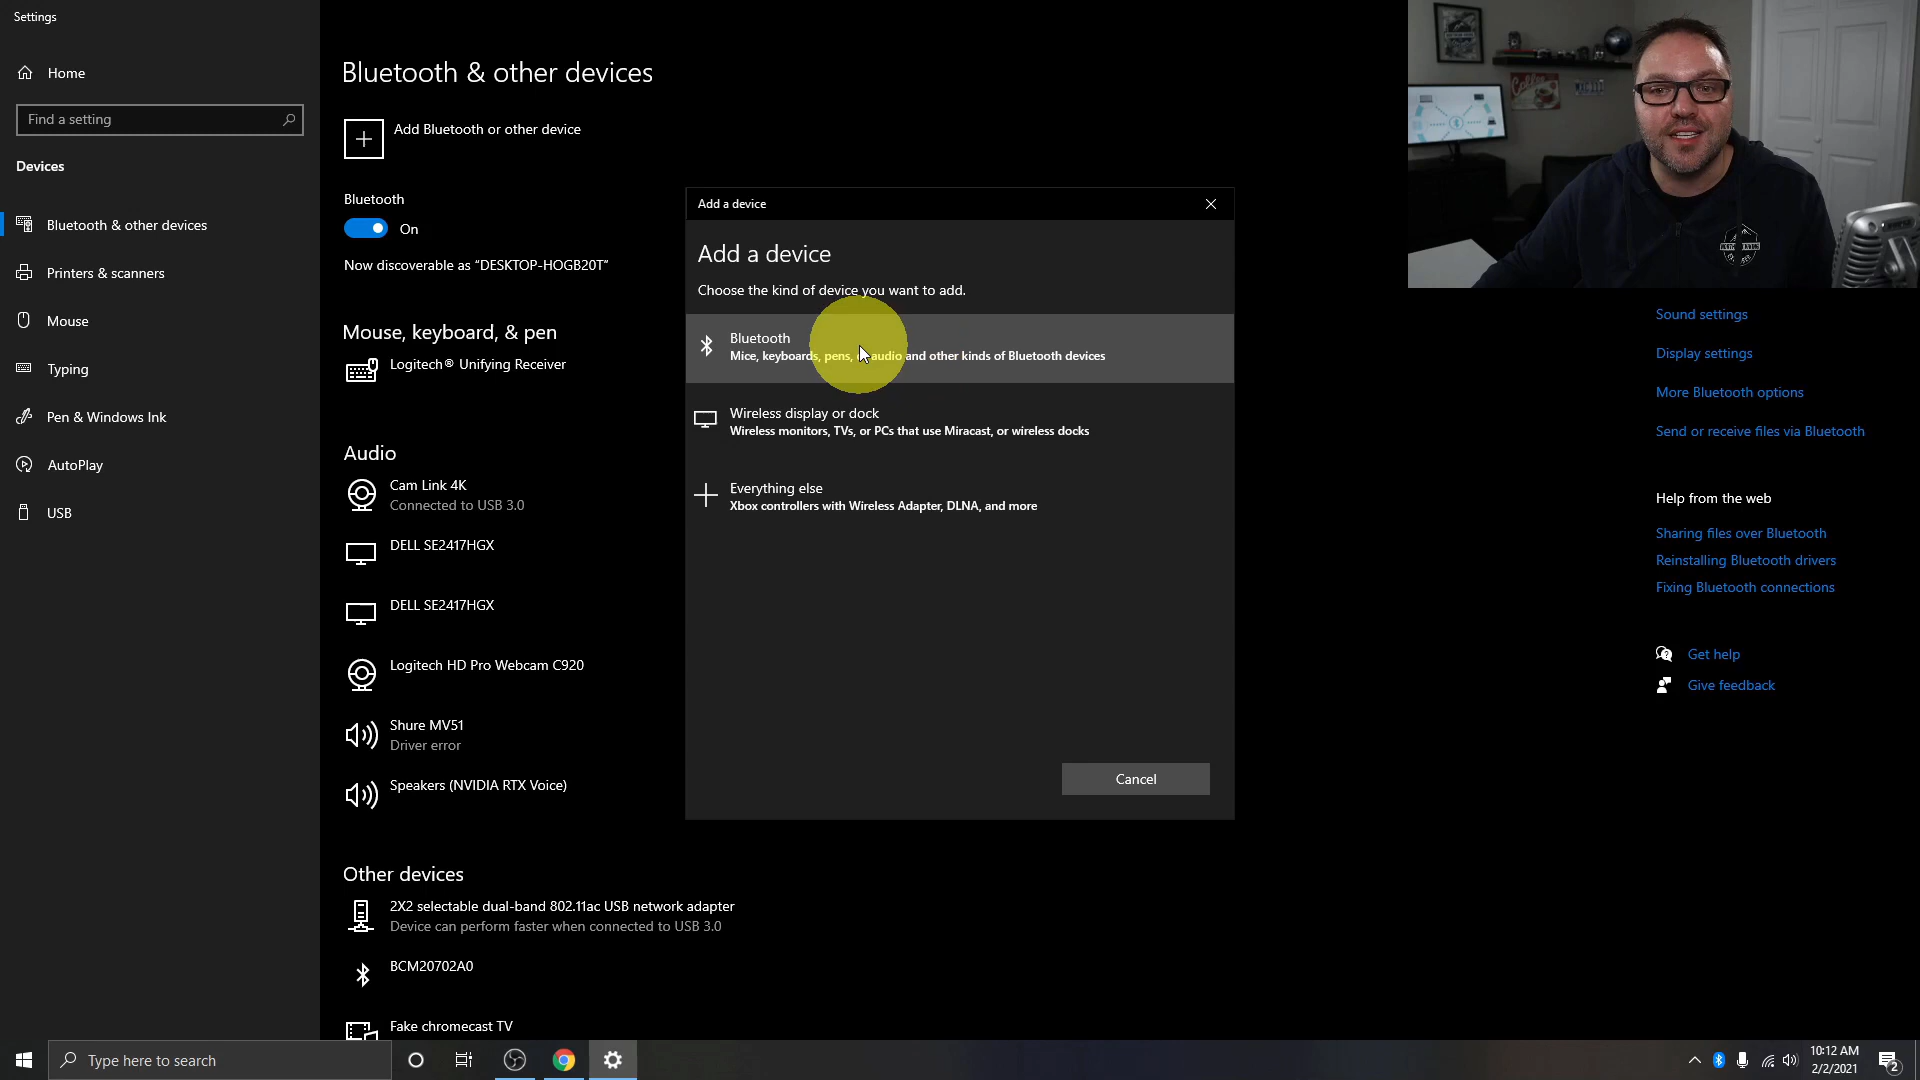 Settings
Home
Find a setting
Devices
Bluetooth & other devices
Printers & scanners
Mouse
Typing
Pen & Windows Ink
AutoPlay
USB
Bluetooth & other devices
Add Bluetooth or other device
Bluetooth
On
Now discoverable as “DESKTOP-HOGB20T”
Mouse, keyboard, & pen
Logitech® Unifying Receiver
Audio
Cam Link 4K
Connected to USB 3.0
DELL SE2417HGX
DELL SE2417HGX
Logitech HD Pro Webcam C920
Shure MV51
Driver error
Speakers (NVIDIA RTX Voice)
Other devices
2X2 selectable dual-band 802.11ac USB network adapter
Device can perform faster when connected to USB 3.0
BCM20702A0
Fake chromecast TV
Add a device
Add a device
Choose the kind of device you want to add.
Bluetooth
Mice, keyboards, pens, audio and other kinds of Bluetooth devices
Wireless display or dock
Wireless monitors, TVs, or PCs that use Miracast, or wireless docks
Everything else
Xbox controllers with Wireless Adapter, DLNA, and more
Cancel
Coffee
Sound settings
Display settings
More Bluetooth options
Send or receive files via Bluetooth
Help from the web
Sharing files over Bluetooth
Reinstalling Bluetooth drivers
Fixing Bluetooth connections
Get help
Give feedback
Type here to search
10:12 AM
2/2/2021
2